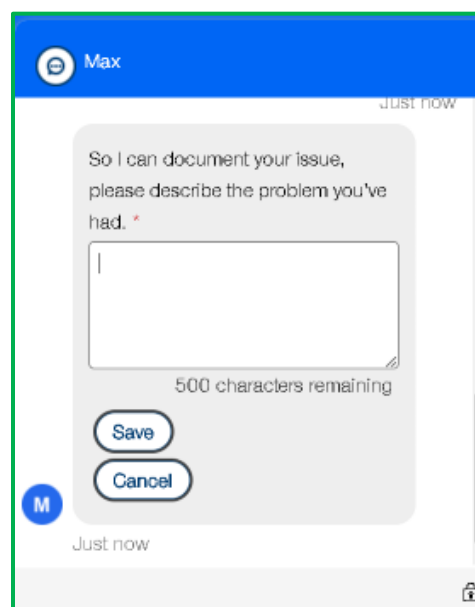 Max
Just now
So I can document your issue,
please describe the problem you've
had. *
500 characters remaining
Save
Cancel
M
Just now